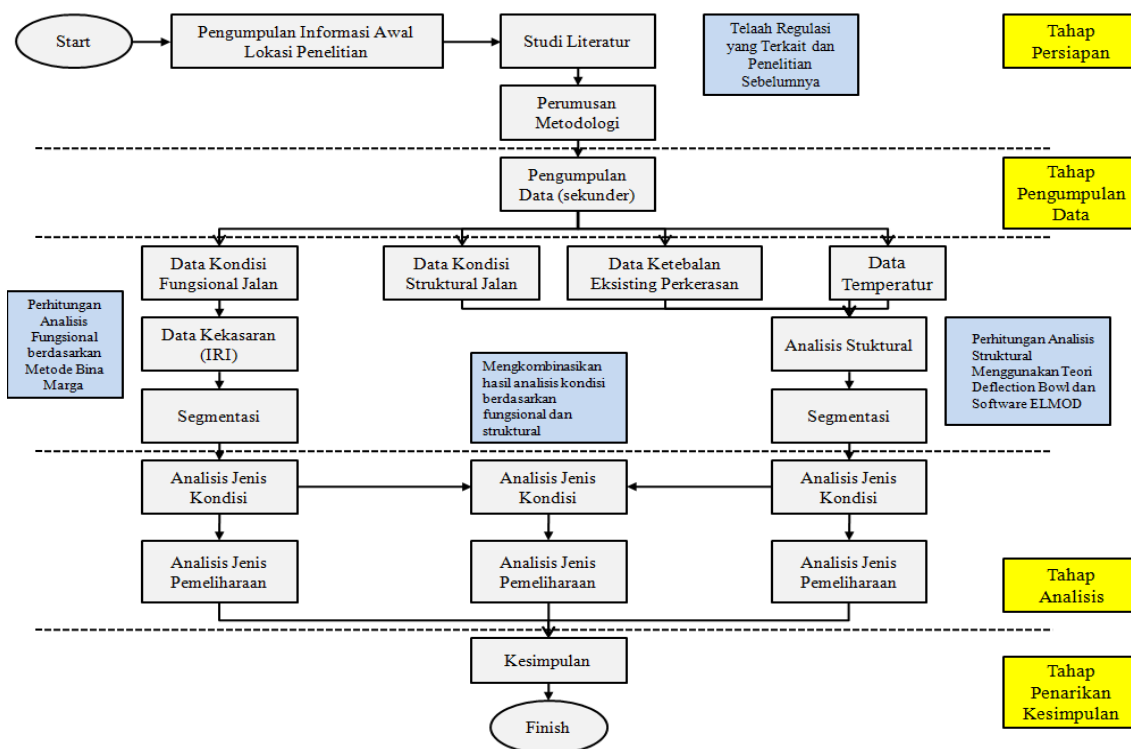 Start
Pengumpulan Informasi Awal
Lokasi Penelitian
Studi Literatur
Telaah Regulasi
yang Terkait dan
Penelitian
Sebelumnya
Tahap
Persiapan
Perumusan
Metodologi
Pengumpulan
Data (sekunder)
Tahap
Pengumpulan
Data
Data Kondisi
Fungsional Jalan
Data Kondisi
Struktural Jalan
Data Ketebalan
Eksisting Perkerasan
Data
Temperatur
Perhitungan
Analisis
Fungsional
berdasarkan
Metode Bina
Marga
Data Kekasaran
(IRI)
Analisis Stuktural
Perhitungan Analisis
Struktural
Menggunakan Teori
Deflection Bowl dan
Software ELMOD
Mengkombinasikan
hasil analisis kondisi
berdasarkan
fungsional dan
struktural
Segmentasi
Segmentasi
Analisis Jenis
Kondisi
Analisis Jenis
Kondisi
Analisis Jenis
Kondisi
Analisis Jenis
Pemeliharaan
Analisis Jenis
Pemeliharaan
Analisis Jenis
Pemeliharaan
Tahap
Analisis
Kesimpulan
Tahap
Penarikan
Kesimpulan
Finish